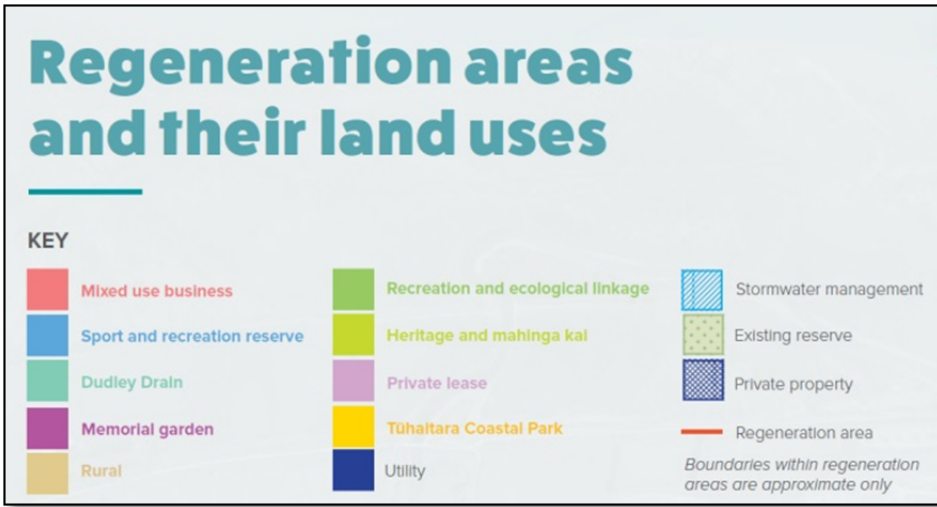 Regeneration areas
and their land uses
KEY
Mixed use business
Sport and recreation reserve
Dudley Drain
Memorial garden
Rural
Recreation and ecological linkage
Heritage and mahinga kai
Private lease
Tūhaitara Coastal Park
Utility
Stormwater management
Existing reserve
Private property
Regeneration area
Boundaries within regeneration
areas are approximate only